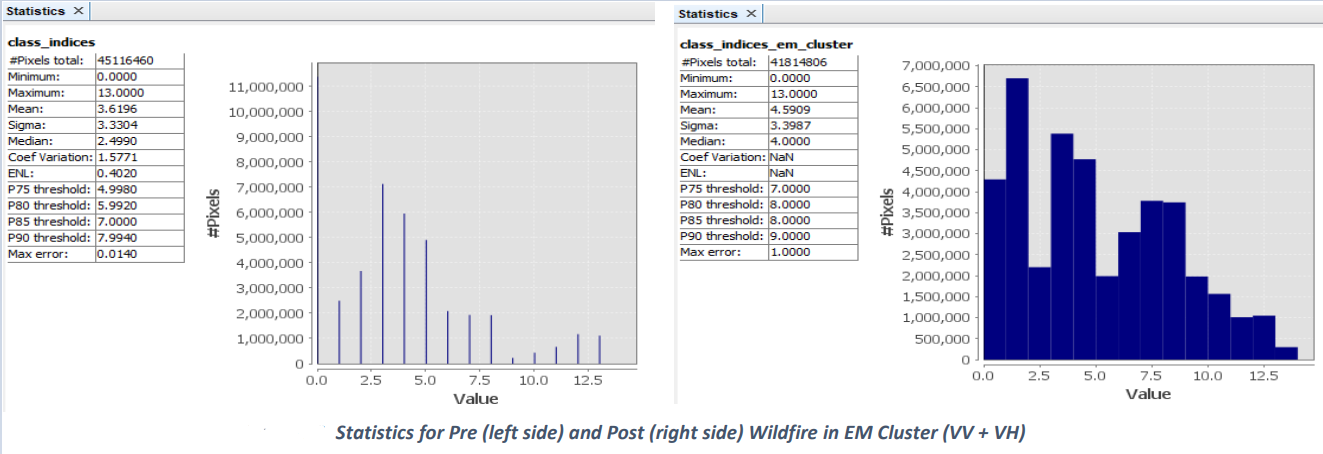 Statistics ×
class_indices
#Pixels total: 45116460
Minimum: 0.0000
Maximum: 13.0000
Mean: 3.6196
Sigma: 3.3304
Median: 2.4990
Coef Variation: 1.5771
ENL: 0.4020
P75 threshold: 4.9980
P80 threshold: 5.9920
P85 threshold: 7.0000
P90 threshold: 7.9940
Max error: 0.0140
#Pixels
11,000,000
10,000,000
9,000,000
8,000,000
7,000,000
6,000,000
5,000,000
4,000,000
3,000,000
2,000,000
1,000,000
0
0.0 2.5 5.0 7.5 10.0 12.5
Value
Statistics ×
class_indices_em_cluster
#Pixels total: 41814806
Minimum: 0.0000
Maximum: 13.0000
Mean: 4.5909
Sigma: 3.3987
Median: 4.0000
Coef Variation: NaN
ENL: NaN
P75 threshold: 7.0000
P80 threshold: 8.0000
P85 threshold: 8.0000
P90 threshold: 9.0000
Max error: 1.0000
#Pixels
7,000,000
6,500,000
6,000,000
5,500,000
5,000,000
4,500,000
4,000,000
3,500,000
3,000,000
2,500,000
2,000,000
1,500,000
1,000,000
500,000
0
0.0 2.5 5.0 7.5 10.0 12.5
Value
Statistics for Pre (left side) and Post (right side) Wildfire in EM Cluster (VV + VH)